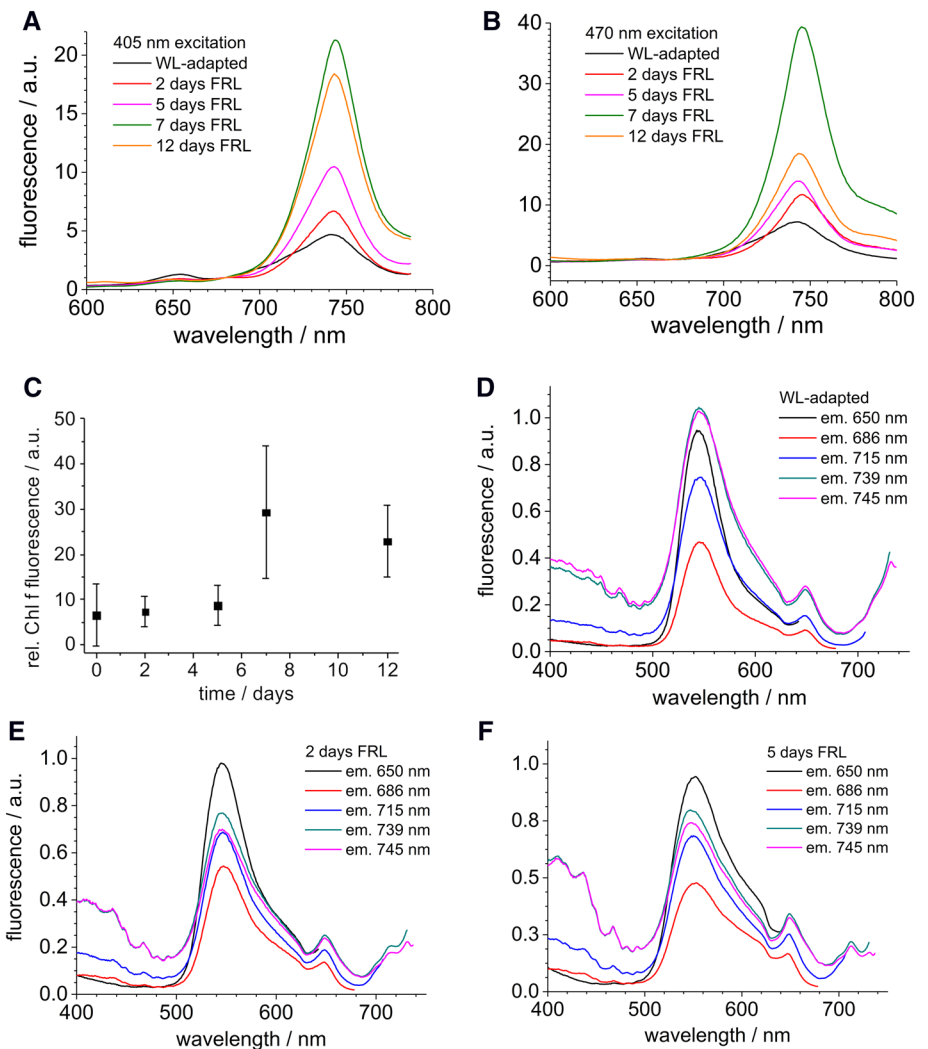 A
405 nm excitation
WL-adapted
2 days FRL
5 days FRL
7 days FRL
12 days FRL
fluorescence / a.u.
20
15
10
5
0
600 650 700 750 800
wavelength / nm
B
470 nm excitation
WL-adapted
2 days FRL
5 days FRL
7 days FRL
12 days FRL
fluorescence / a.u.
40
30
20
10
0
600 650 700 750 800
wavelength / nm
C
rel. Chl f fluorescence / a.u.
50
40
30
20
10
0
0 2 4 6 8 10 12
time / days
D
WL-adapted
em. 650 nm
em. 686 nm
em. 715 nm
em. 739 nm
em. 745 nm
fluorescence / a.u.
1.0
0.8
0.6
0.4
0.2
0.0
400 500 600 700
wavelength / nm
E
2 days FRL
em. 650 nm
em. 686 nm
em. 715 nm
em. 739 nm
em. 745 nm
fluorescence / a.u.
1.0
0.8
0.6
0.4
0.2
0.0
400 500 600 700
wavelength / nm
F
5 days FRL
em. 650 nm
em. 686 nm
em. 715 nm
em. 739 nm
em. 745 nm
fluorescence / a.u.
1.0
0.8
0.5
0.3
0.0
400 500 600 700
wavelength / nm